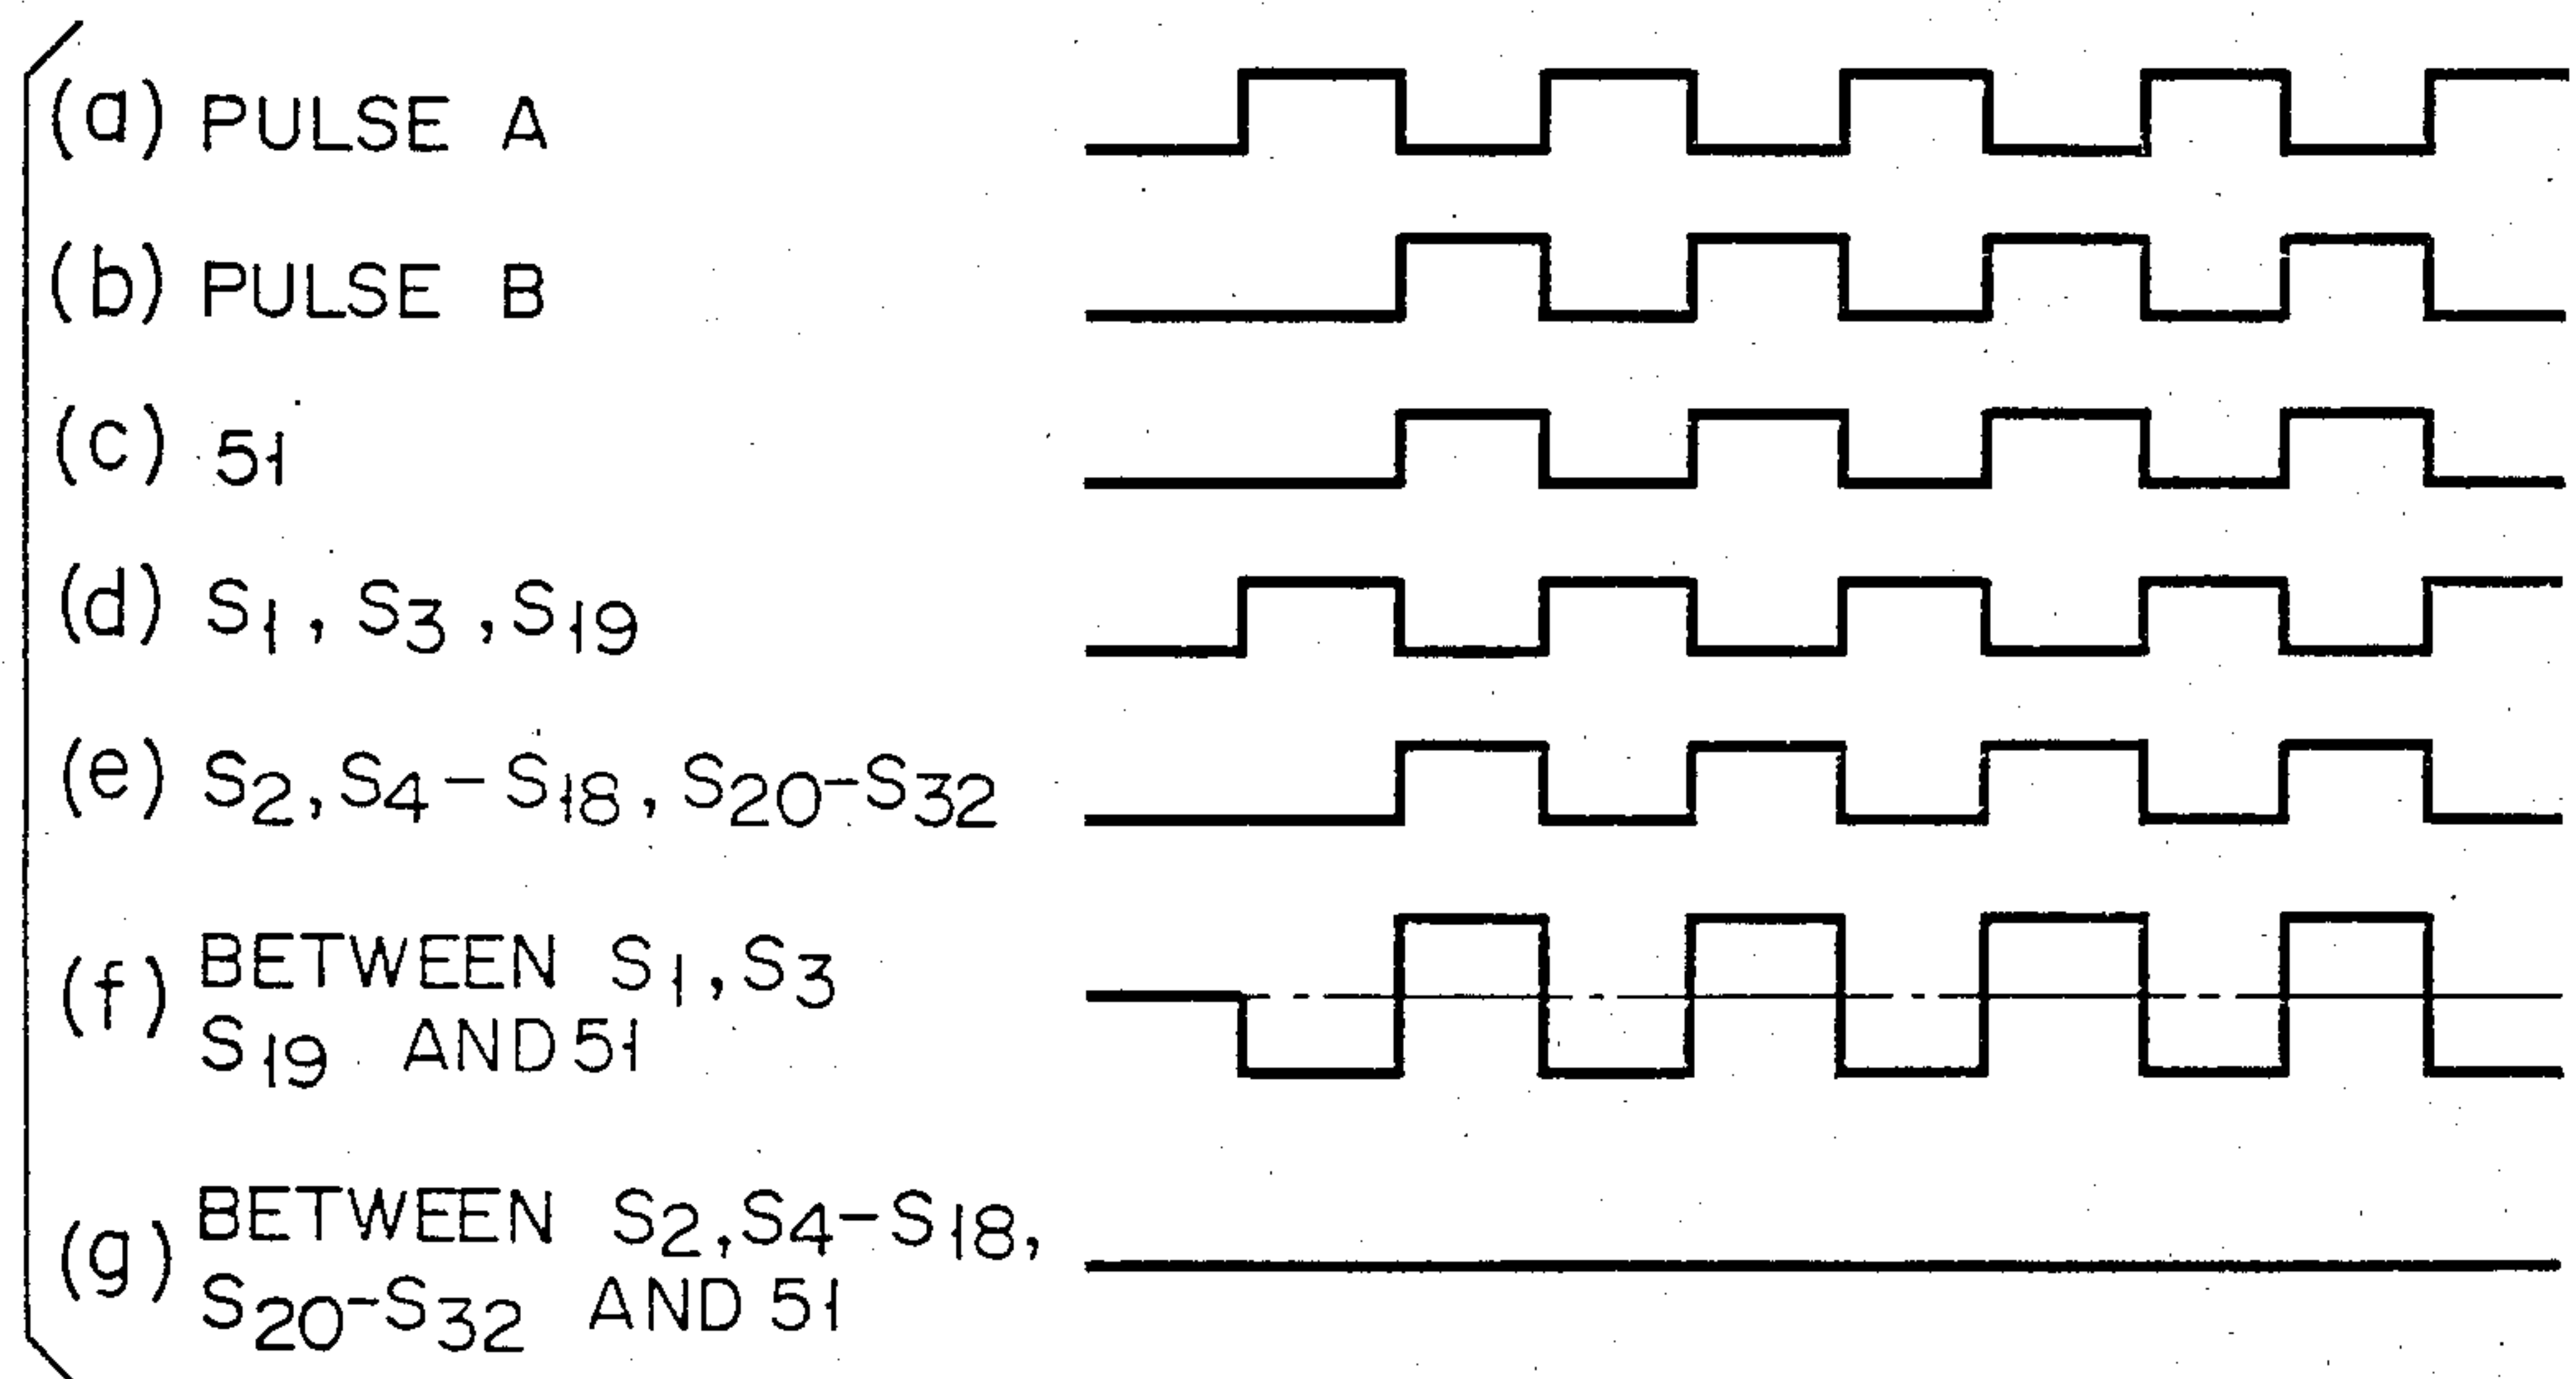 (a) PULSE A
(b) PULSE B
(c) 51
(d) S1, S3, S19
(e) S2, S4-S18, S20-S32
(f) BETWEEN S1, S3
S19 AND 51
(g) BETWEEN S2, S4-S18,
S20-S32 AND 51